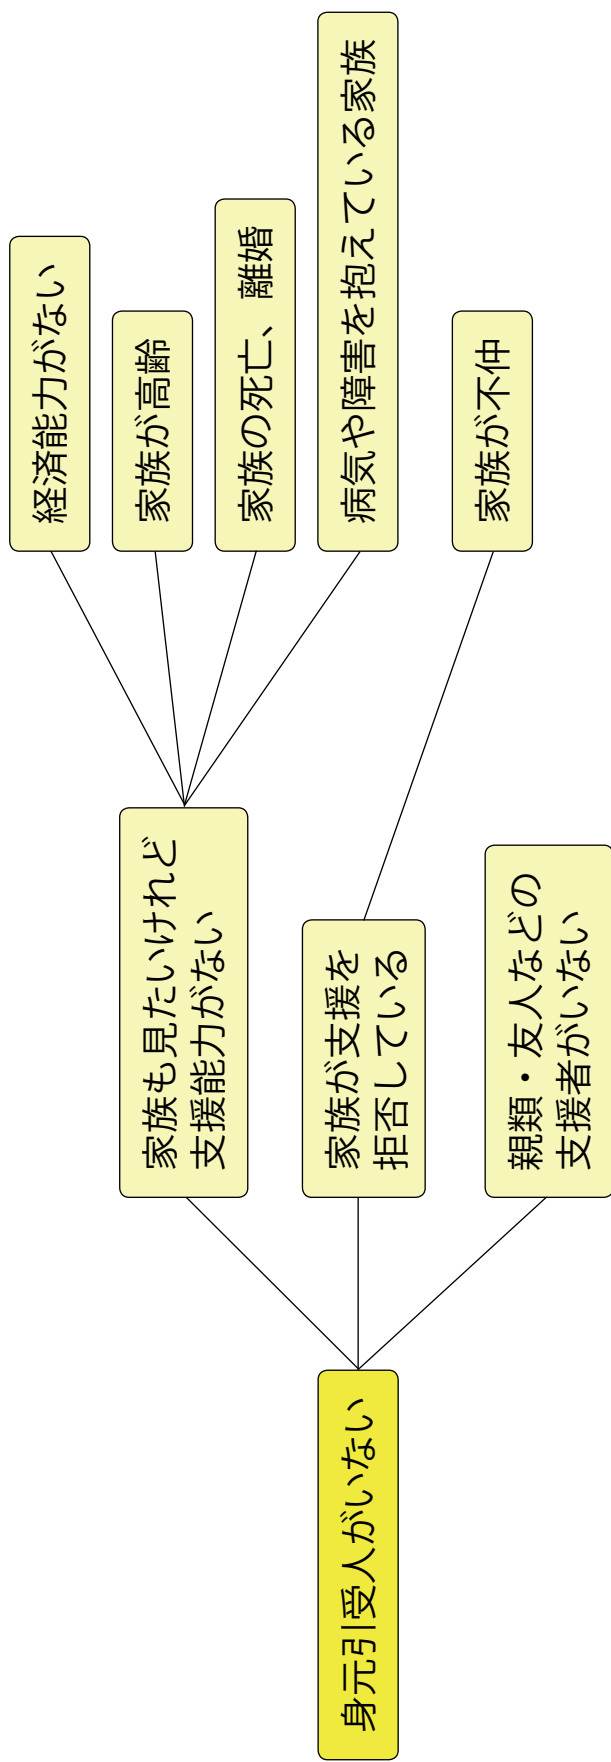 身元引受人がいない
家族も見たいけれど
支援能力がない
家族が支援を
拒否している
親類・友人などの
支援者がいない
経済能力がない
家族が高齢
家族の死亡、離婚
病気や障害を抱えている家族
家族が不仲